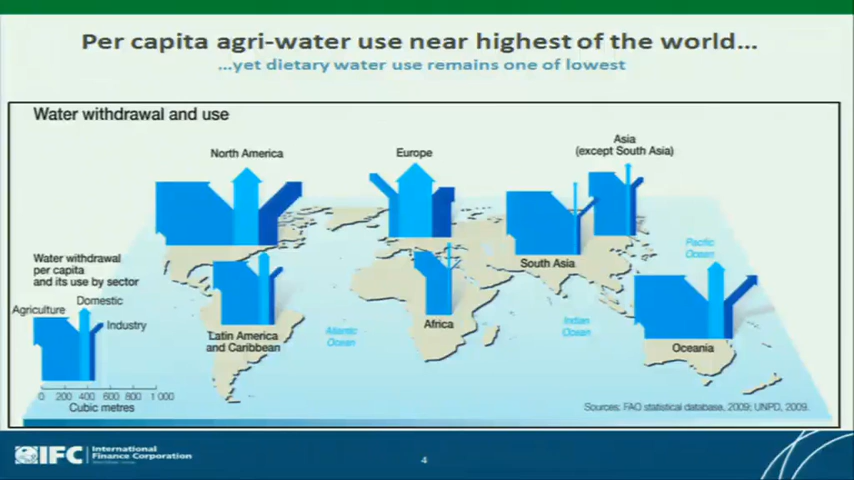 Per capita agri-water use near highest of the world…
…yet dietary water use remains one of lowest
Water withdrawal and use
North America
Europe
Asia
(except South Asia)
Water withdrawal
per capita
and its use by sector
Agriculture
Domestic
Industry
0 200 400 600 800 1 000
Cubic metres
Latin America
and Caribbean
Atlantic
Ocean
Africa
South Asia
Indian
Ocean
Pacific
Ocean
Oceania
Sources: FAO statistical database, 2009; UNPD, 2009.
IFC
International
Finance Corporation
4